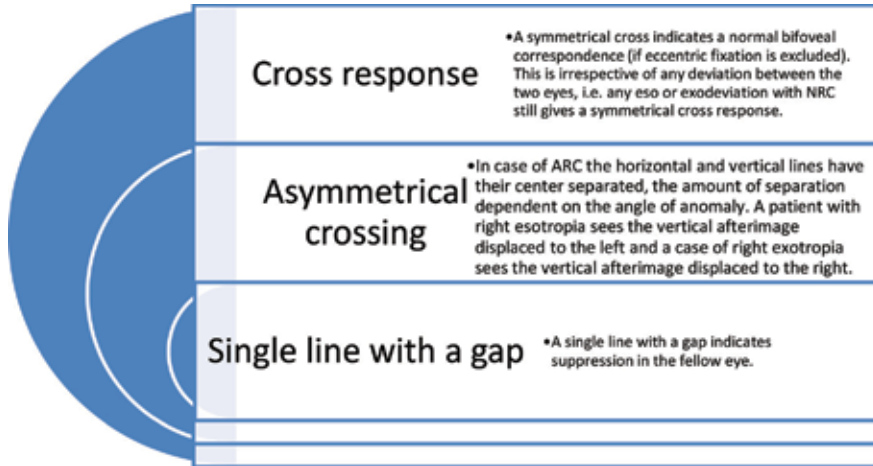 Cross response
•A symmetrical cross indicates a normal bifoveal
correspondence (if eccentric fixation is excluded).
This is irrespective of any deviation between the
two eyes, i.e. any eso or exodeviation with NRC
still gives a symmetrical cross response.
Asymmetrical
crossing
•In case of ARC the horizontal and vertical lines have
their center separated, the amount of separation
dependent on the angle of anomaly. A patient with
right esotropia sees the vertical afterimage
displaced to the left and a case of right exotropia
sees the vertical afterimage displaced to the right.
Single line with a gap
•A single line with a gap indicates
suppression in the fellow eye.